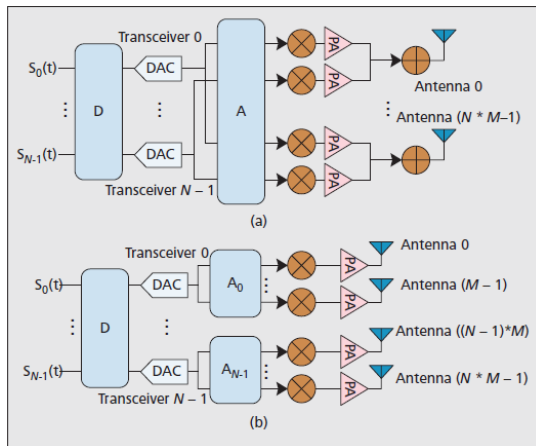 Transceiver 0
S0(t)
DAC
PA
PA
Antenna 0
D
A
Antenna (N * M–1)
SN-1(t)
DAC
PA
PA
Transceiver N – 1
(a)
Transceiver 0
Antenna 0
S0(t)
DAC
A0
PA
PA
Antenna (M – 1)
D
Antenna ((N – 1)*M)
SN-1(t)
DAC
AN-1
PA
PA
Antenna (N * M – 1)
Transceiver N – 1
(b)